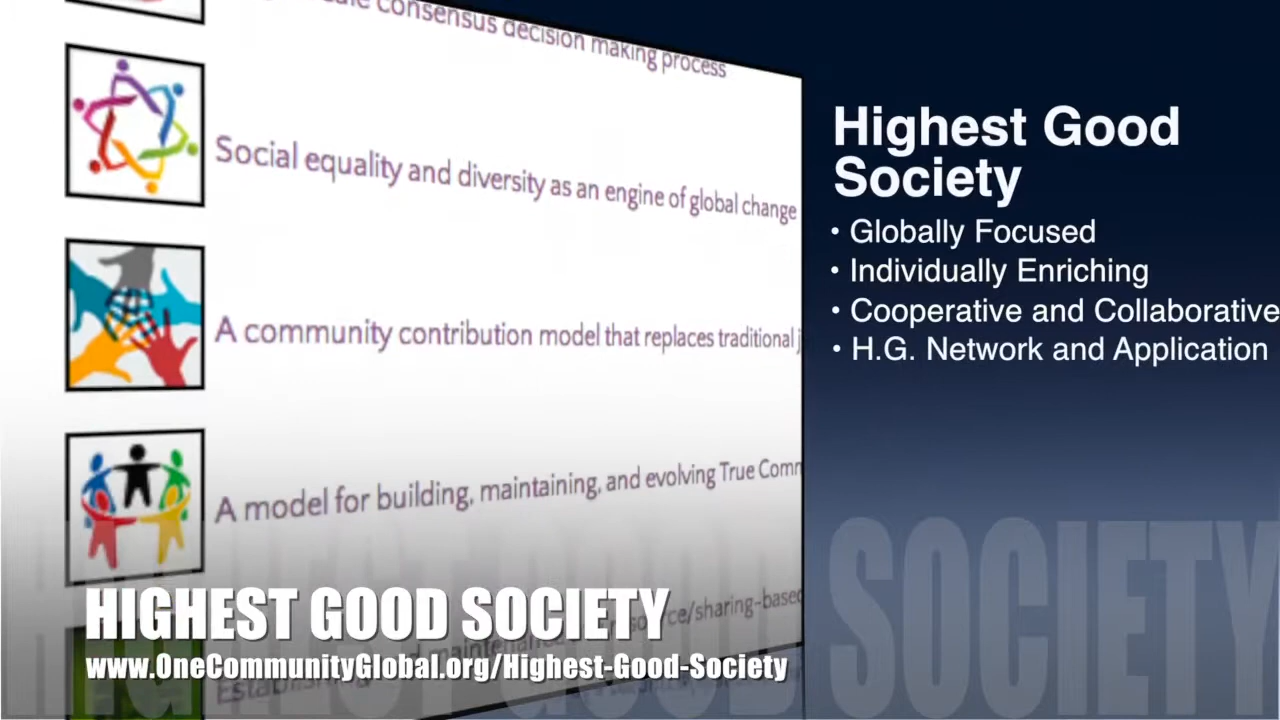 Consensus decision making process
Social equality and diversity as an engine of global change
A community contribution model that replaces traditional
A model for building, maintaining, and evolving True
Highest Good
Society
• Globally Focused
• Individually Enriching
• Cooperative and Collaborative
• H.G. Network and Application
HIGHEST GOOD SOCIETY
HIGHEST GOOD SOCIETY
www.OneCommunityGlobal.org/Highest-Good-Society